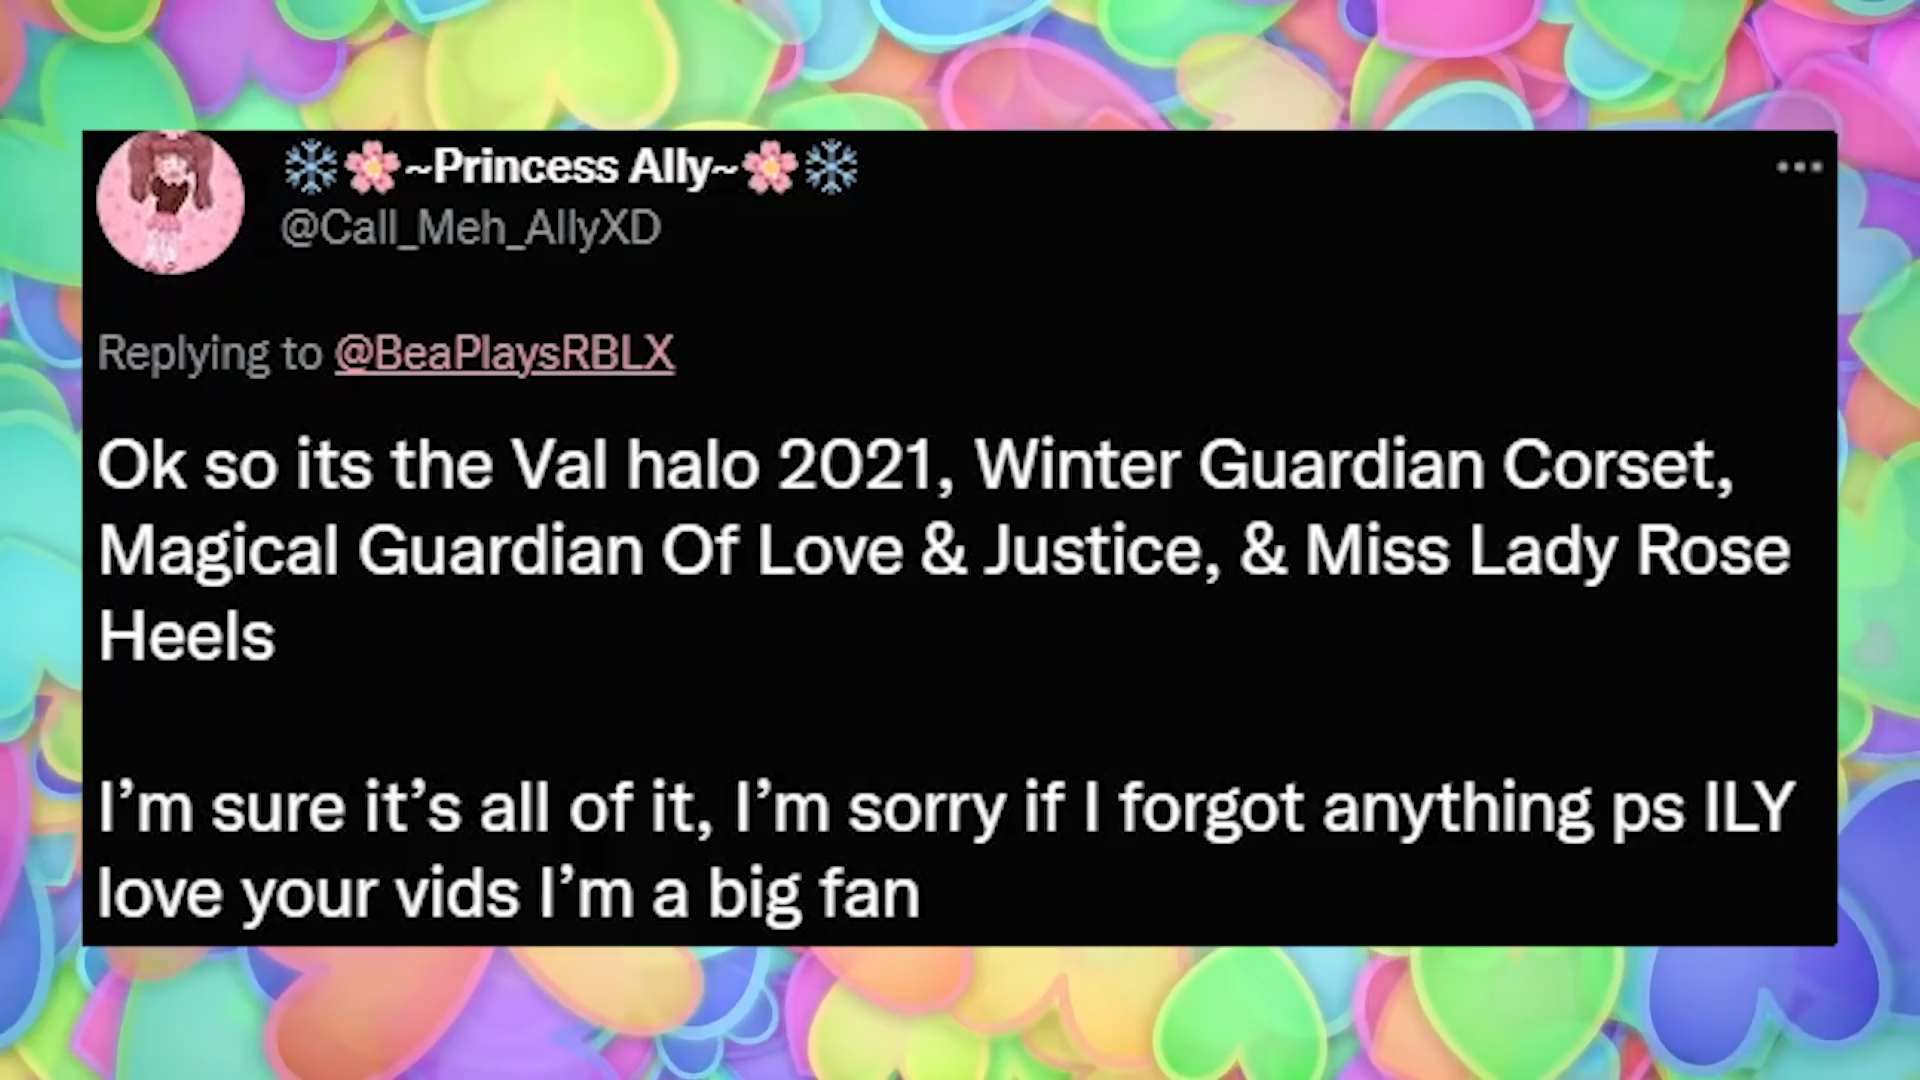 ❄️🌸~Princess Ally~🌸❄️
@Call_Meh_AllyXD
Replying to @BeaPlaysRBLX
Ok so its the Val halo 2021, Winter Guardian Corset,
Magical Guardian Of Love & Justice, & Miss Lady Rose
Heels
I’m sure it’s all of it, I’m sorry if I forgot anything ps ILY
love your vids I’m a big fan